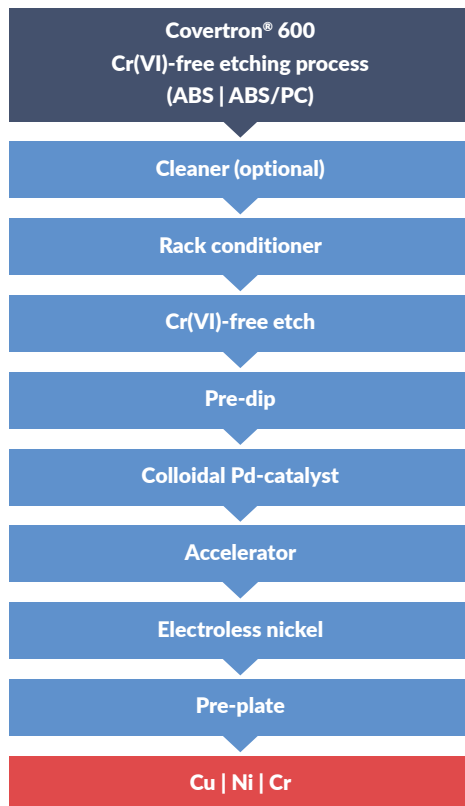 Covertron® 600
Cr(VI)-free etching process
(ABS | ABS/PC)
Cleaner (optional)
Rack conditioner
Cr(VI)-free etch
Pre-dip
Colloidal Pd-catalyst
Accelerator
Electroless nickel
Pre-plate
Cu | Ni | Cr